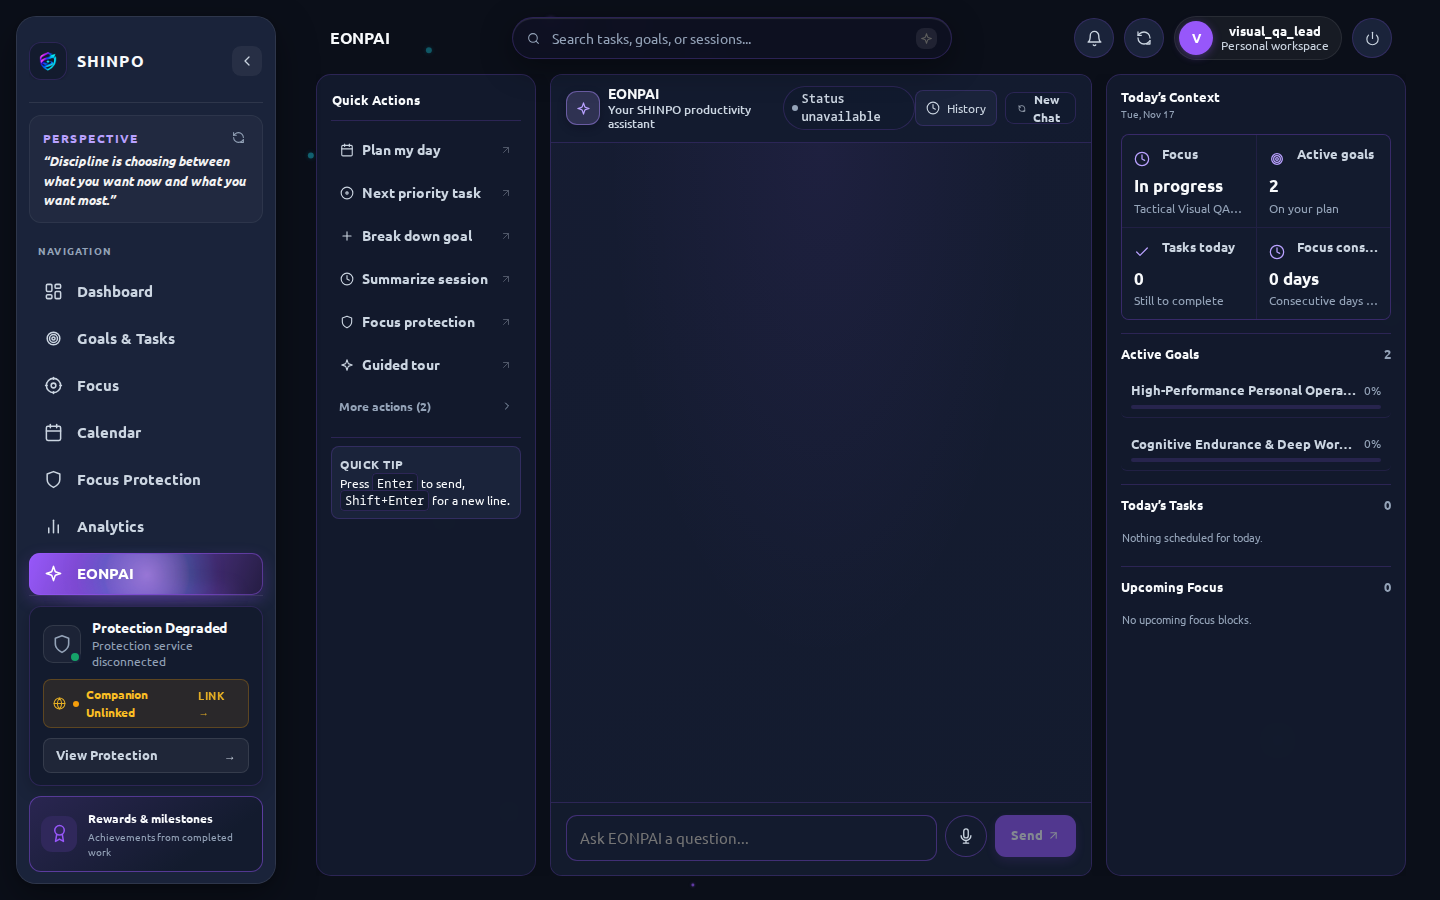 SHINPO
PERSPECTIVE
“Discipline is choosing between
what you want now and what you
want most.”
NAVIGATION
Dashboard
Goals & Tasks
Focus
Calendar
Focus Protection
Analytics
EONPAI
Protection Degraded
Protection service
disconnected
Companion
Unlinked
LINK
→
View Protection →
Rewards & milestones
Achievements from completed
work
EONPAI
Search tasks, goals, or sessions...
V
visual_qa_lead
Personal workspace
Quick Actions
Plan my day
Next priority task
Break down goal
Summarize session
Focus protection
Guided tour
More actions (2)
QUICK TIP
Press Enter to send,
Shift+Enter for a new line.
EONPAI
Your SHINPO productivity
assistant
Status
unavailable
History
New
Chat
Ask EONPAI a question...
Send
Today’s Context
Tue, Nov 17
Focus
In progress
Tactical Visual QA...
Active goals
2
On your plan
Tasks today
0
Still to complete
Focus cons...
0 days
Consecutive days ...
Active Goals 2
High-Performance Personal Opera... 0%
Cognitive Endurance & Deep Wor... 0%
Today’s Tasks 0
Nothing scheduled for today.
Upcoming Focus 0
No upcoming focus blocks.